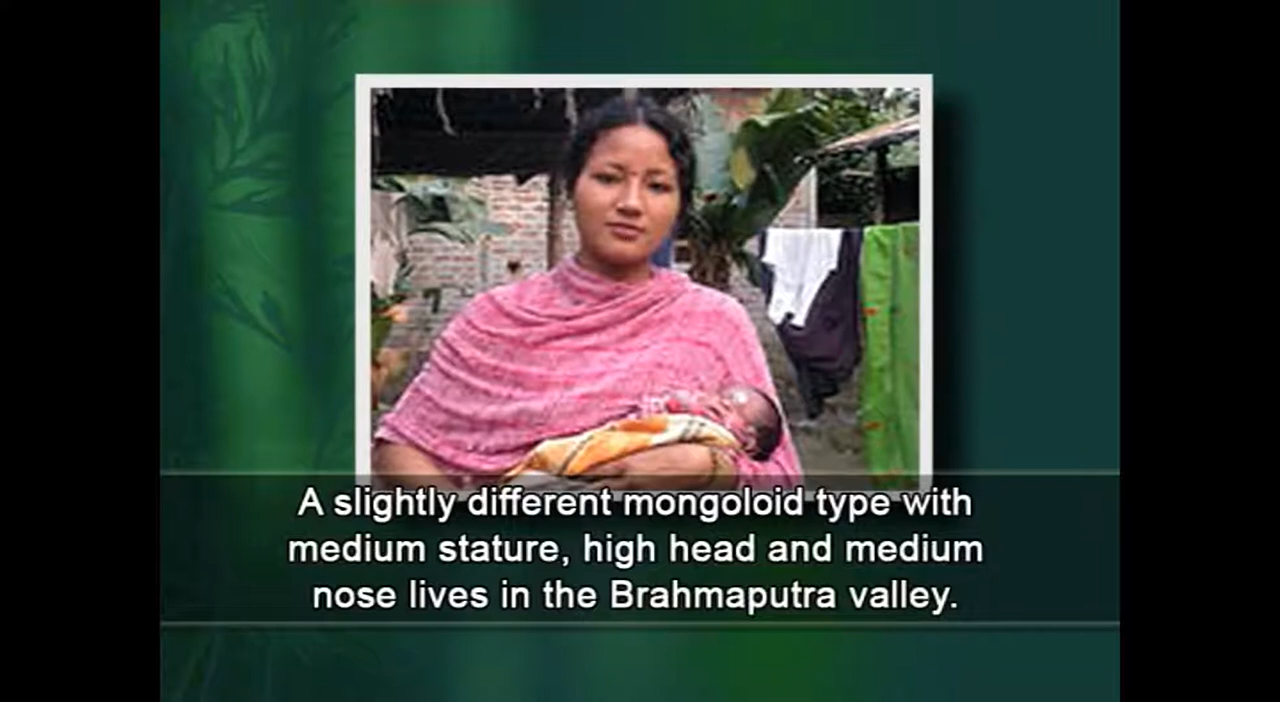 A slightly different mongoloid type with
medium stature, high head and medium
nose lives in the Brahmaputra valley.